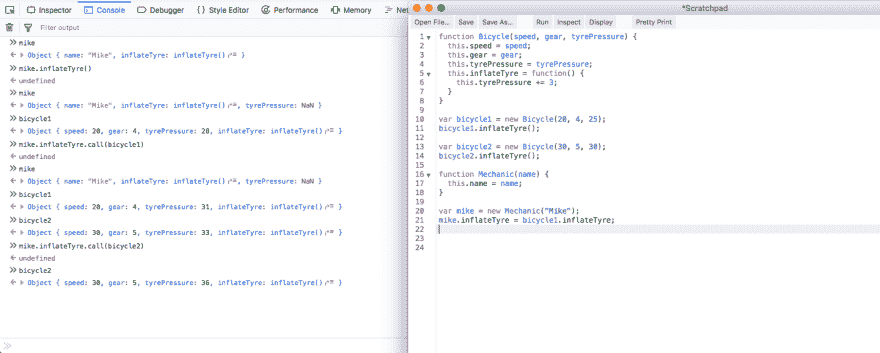 Inspector Console Debugger {} Style Editor Performance Memory Net
Filter output
>> mike
Object { name: "Mike", inflateTyre: inflateTyre() }
>> mike.inflateTyre()
undefined
>> mike
Object { name: "Mike", inflateTyre: inflateTyre(), tyrePressure: NaN }
>> bicycle1
Object { speed: 20, gear: 4, tyrePressure: 28, inflateTyre: inflateTyre() }
>> mike.inflateTyre.call(bicycle1)
undefined
>> mike
Object { name: "Mike", inflateTyre: inflateTyre(), tyrePressure: NaN }
>> bicycle1
Object { speed: 20, gear: 4, tyrePressure: 31, inflateTyre: inflateTyre() }
>> bicycle2
Object { speed: 30, gear: 5, tyrePressure: 33, inflateTyre: inflateTyre() }
>> mike.inflateTyre.call(bicycle2)
undefined
>> bicycle2
Object { speed: 30, gear: 5, tyrePressure: 36, inflateTyre: inflateTyre() }
>>
*Scratchpad
Open File... Save Save As... Run Inspect Display Pretty Print
1 function Bicycle(speed, gear, tyrePressure) {
2 this.speed = speed;
3 this.gear = gear;
4 this.tyrePressure = tyrePressure;
5 this.inflateTyre = function() {
6 this.tyrePressure += 3;
7 }
8 }
9
10 var bicycle1 = new Bicycle(20, 4, 25);
11 bicycle1.inflateTyre();
12
13 var bicycle2 = new Bicycle(30, 5, 30);
14 bicycle2.inflateTyre();
15
16 function Mechanic(name) {
17 this.name = name;
18 }
19
20 var mike = new Mechanic("Mike");
21 mike.inflateTyre = bicycle1.inflateTyre;
22
23
24